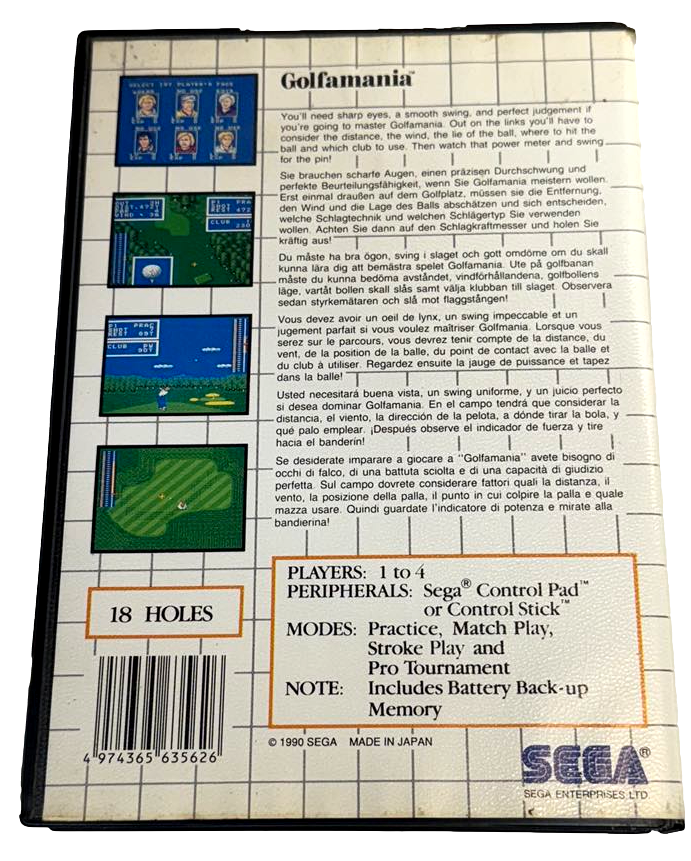 Golfamania™
You'll need sharp eyes, a smooth swing, and perfect judgement if
you're going to master Golfamania. Out on the links you'll have to
consider the distance, the wind, the lie of the ball, where to hit the
ball and which club to use. Then watch that power meter and swing
for the pin!
Sie brauchen scharfe Augen, einen präzisen Durchschwung und
perfekte Beurteilungsfähigkeit, wenn Sie Golfamania meistern wollen.
Erst einmal draußen auf dem Golfplatz, müssen sie die Entfernung,
den Wind und die Lage des Balls abschätzen und sich entscheiden,
welche Schlagtechnik und welchen Schlägertyp Sie verwenden
wollen. Achten Sie dann auf den Schlagkraftmesser und holen Sie
kräftig aus!
Du måste ha bra ögon, sving i slaget och gott omdöme om du skall
kunna lära dig att bemästra spelet Golfamania. Ute på golfbanan
måste du kunna bedöma avståndet, vindförhållandena, golfbollens
läge, vartåt bollen skall slås samt välja klubban till slaget. Observera
sedan styrkemätaren och slå mot flaggstången!
Vous devez avoir un oeil de lynx, un swing impeccable et un
jugement parfait si vous voulez maîtriser Golfmania. Lorsque vous
serez sur le parcours, vous devrez tenir compte de la distance, du
vent, de la position de la balle, du point de contact avec la balle et
du club à utiliser. Regardez ensuite la jauge de puissance et tapez
dans la balle!
Usted necesitará buena vista, un swing uniforme, y un juicio perfecto
si desea dominar Golfamania. En el campo tendrá que considerar la
distancia, el viento, la dirección de la pelota, a dónde tirar la bola, y
qué palo emplear. ¡Después observe el indicador de fuerza y tire
hacia el banderín!
Se desiderate imparare a giocare a "Golfamania" avete bisogno di
occhi di falco, di una battuta sciolta e di una capacità di giudizio
perfetta. Sul campo dovrete considerare fattori quali la distanza, il
vento, la posizione della palla, il punto in cui colpire la palla e quale
mazza usare. Quindi guardate l'indicatore di potenza e mirate alla
bandierina!
SELECT 1ST PLAYER'S FACE
CLUB
CLUB PW
18 HOLES
PLAYERS: 1 to 4
PERIPHERALS: Sega® Control Pad™
or Control Stick™
MODES: Practice, Match Play,
Stroke Play and
Pro Tournament
NOTE: Includes Battery Back-up
Memory
4 974365 635626
© 1990 SEGA MADE IN JAPAN
SEGA®
SEGA ENTERPRISES LTD.